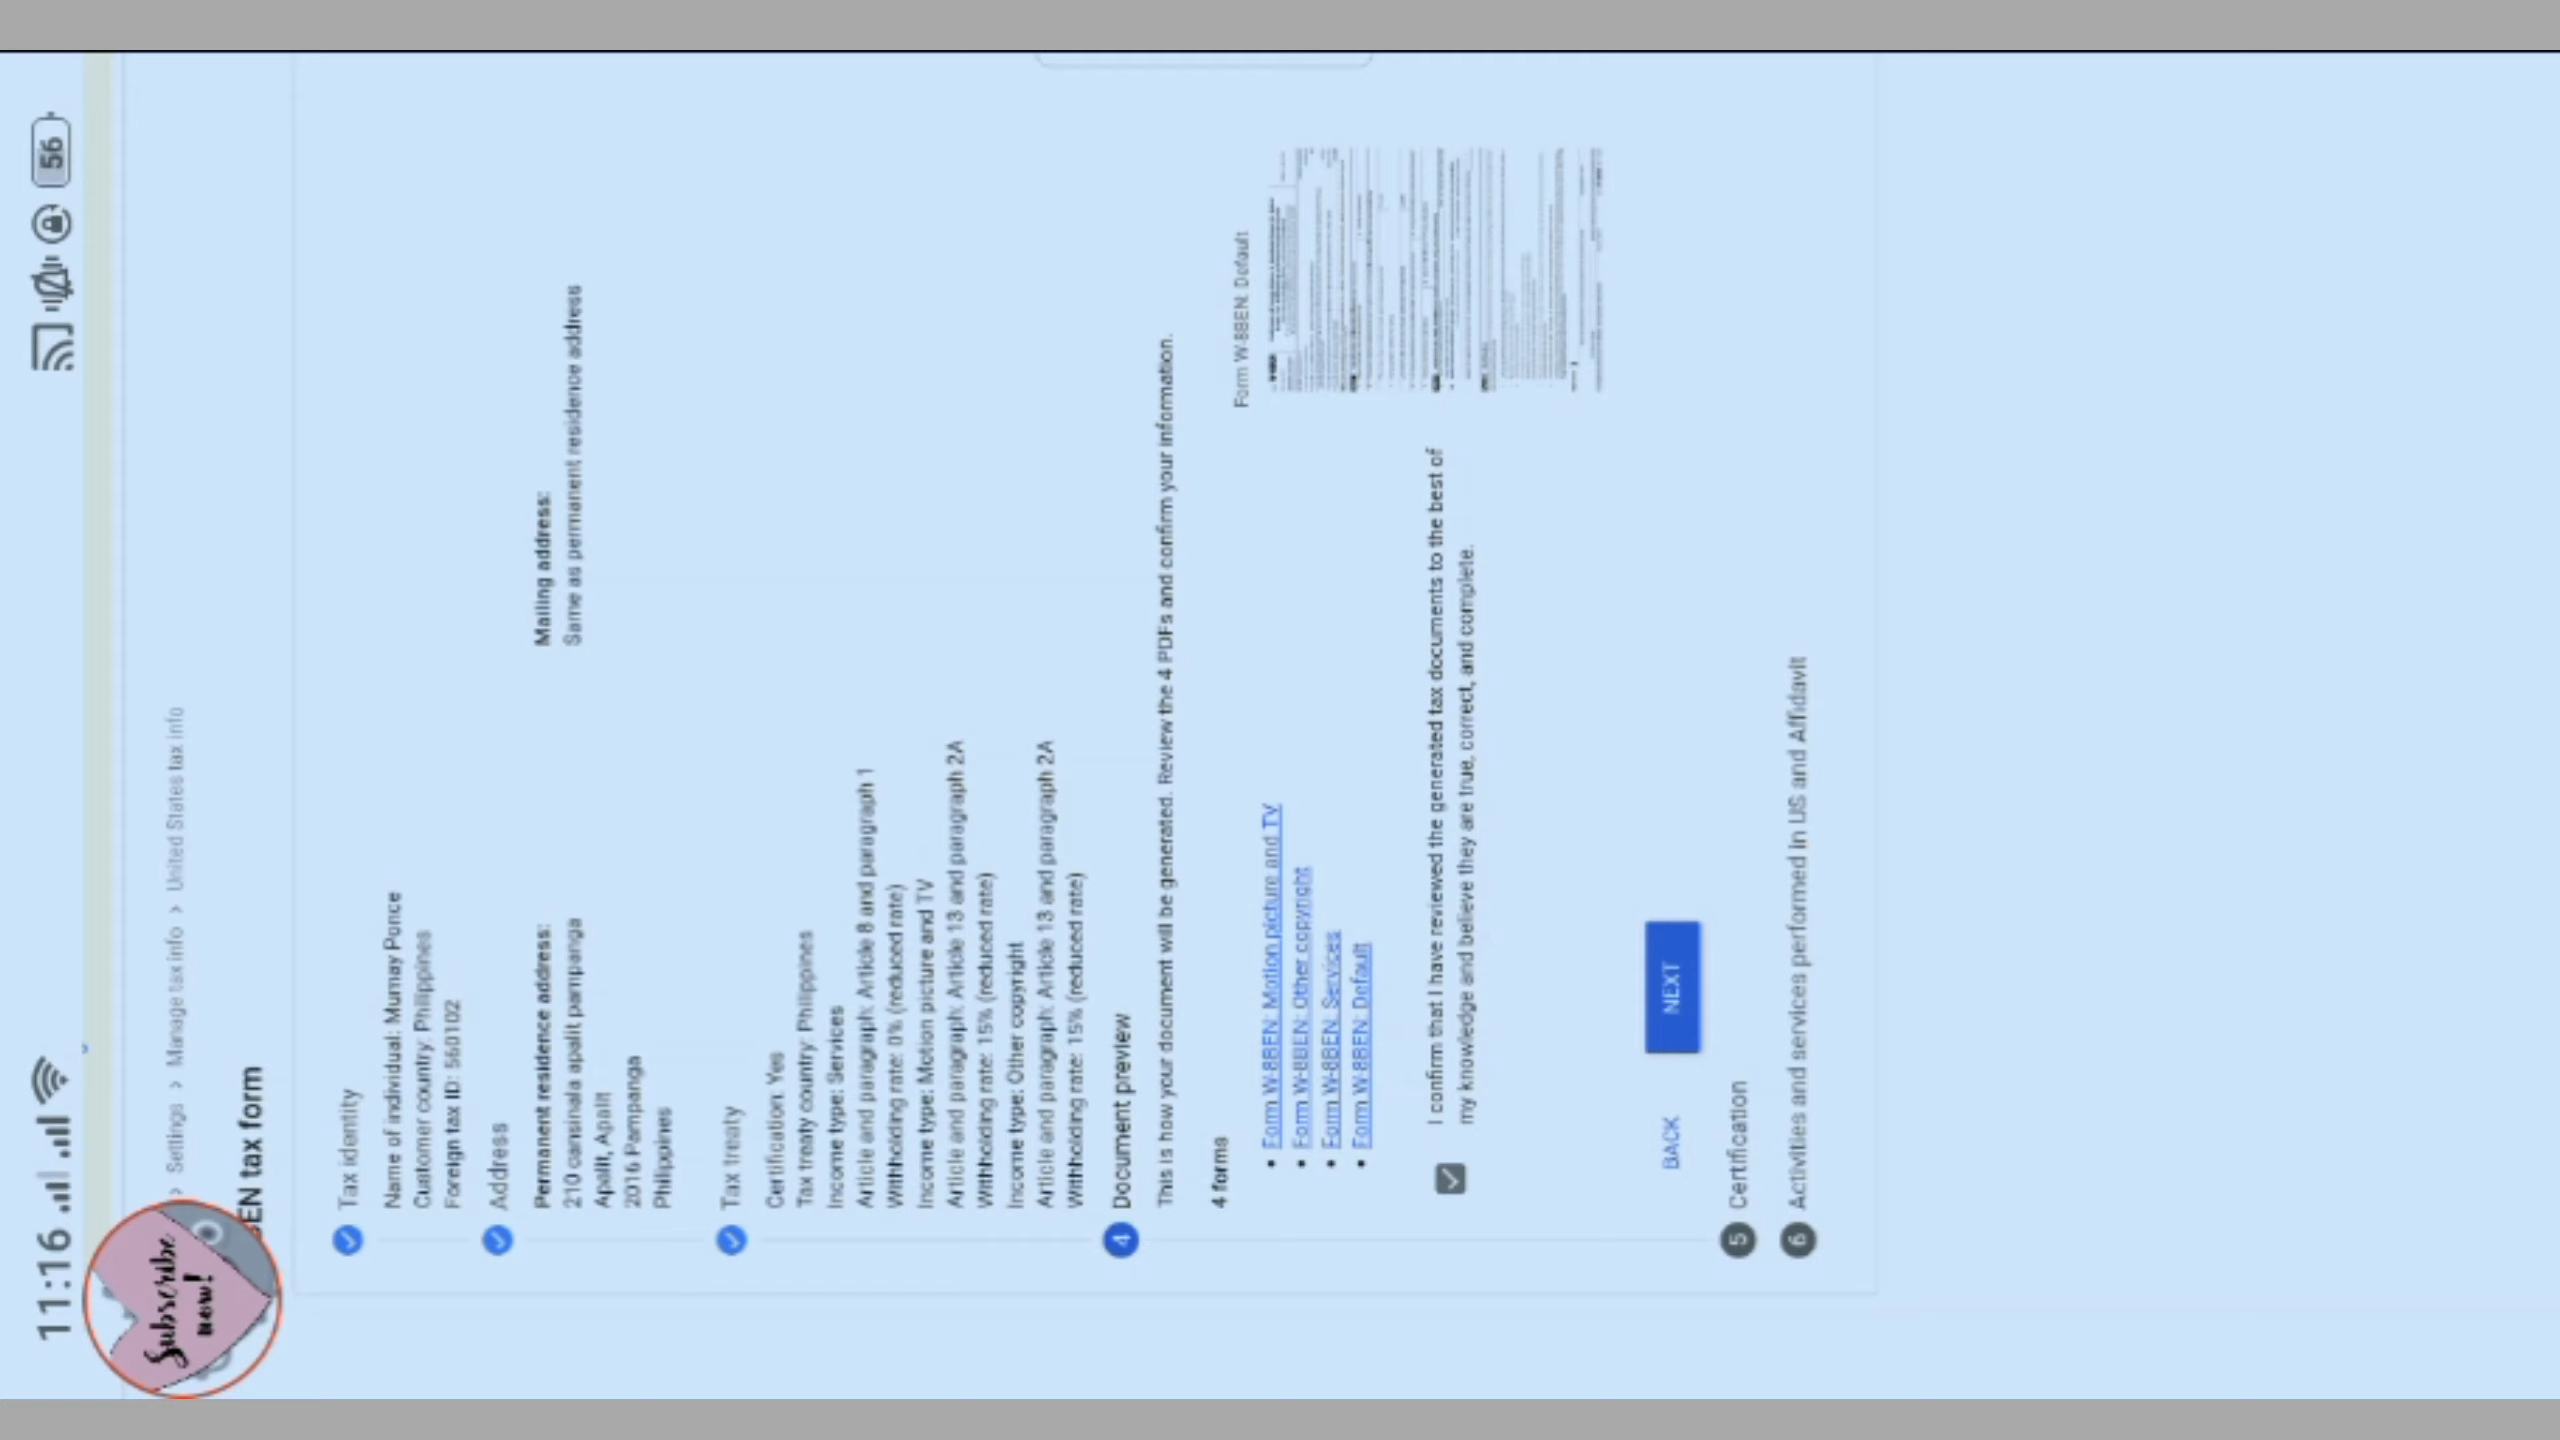 11:16
56
> Settings > Manage tax info > United States tax info
Subscribe
now!
EN tax form
Tax identity
Name of individual: Mumay Ponce
Customer country: Philippines
Foreign tax ID: 560102
Address
Permanent residence address:
210 cansinala apalit pampanga
Apalit, Apalit
2016 Pampanga
Philippines
Mailing address:
Same as permanent residence address
Tax treaty
Certification: Yes
Tax treaty country: Philippines
Income type: Services
Article and paragraph: Article 8 and paragraph 1
Withholding rate: 0% (reduced rate)
Income type: Motion picture and TV
Article and paragraph: Article 13 and paragraph 2A
Withholding rate: 15% (reduced rate)
Income type: Other copyright
Article and paragraph: Article 13 and paragraph 2A
Withholding rate: 15% (reduced rate)
4 Document preview
This is how your document will be generated. Review the 4 PDFs and confirm your information.
4 forms
• Form W-8BEN: Motion picture and TV
• Form W-8BEN: Other copyright
• Form W-8BEN: Services
• Form W-8BEN: Default
Form W-8BEN: Default
I confirm that I have reviewed the generated tax documents to the best of
my knowledge and believe they are true, correct, and complete.
BACK NEXT
5 Certification
6 Activities and services performed in US and Affidavit